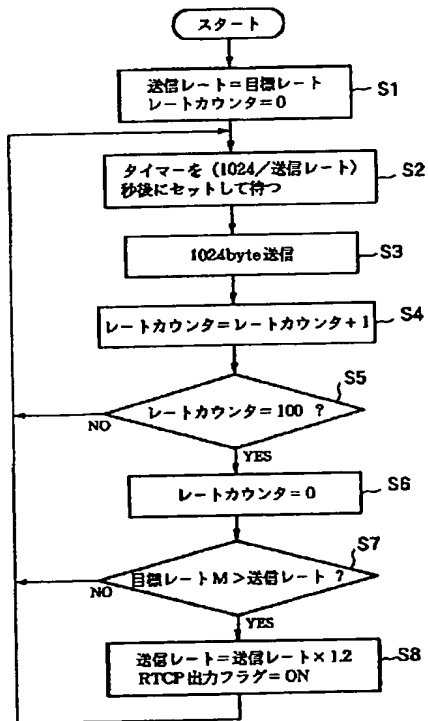 スタート
送信レート＝目標レート
レートカウンタ＝0
S1
タイマーを（1024／送信レート）
秒後にセットして待つ
S2
1024byte送信
S3
レートカウンタ＝レートカウンタ＋1
S4
レートカウンタ＝100 ？
S5
NO
YES
レートカウンタ＝0
S6
目標レートM＞送信レート ？
S7
NO
YES
送信レート＝送信レート×1.2
RTCP出力フラグ＝ON
S8